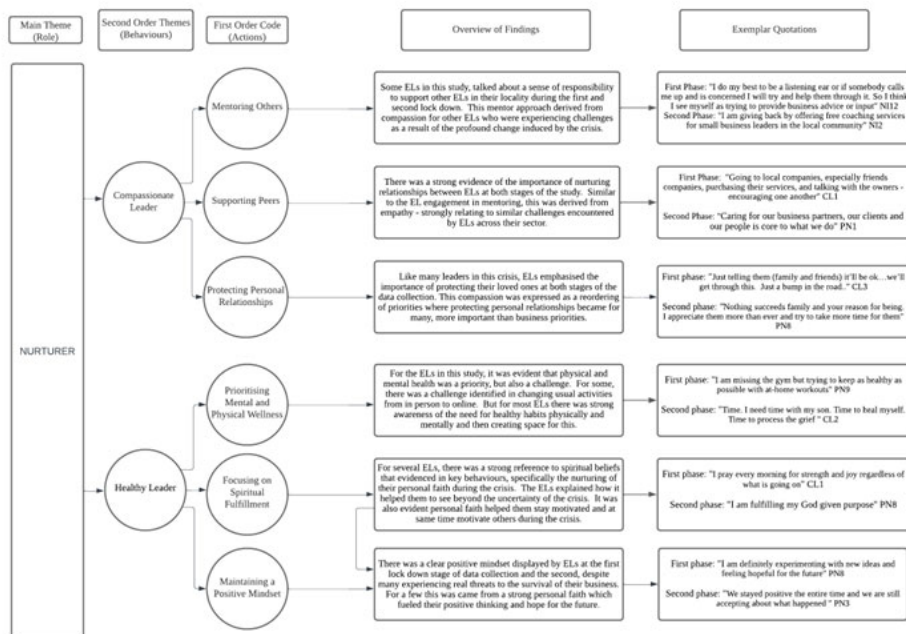 Main Theme
(Role)
Second Order Themes
(Behaviours)
First Order Code
(Actions)
Overview of Findings
Exemplar Quotations
NURTURER
Compassionate
Leader
Mentoring Others
Some ELs in this study, talked about a sense of responsibility
to support other ELs in their locality during the first and
second lock down. This mentor approach derived from
compassion for other ELs who were experiencing challenges
as a result of the profound change induced by the crisis.
First Phase: "I do my best to be a listening ear or if somebody calls
me up and is concerned I will try and help them through it. So I think
I see myself as trying to provide business advice or input" NI12
Second Phase: "I am giving back by offering free coaching services
for small business leaders in the local community" NI2
Supporting Peers
There was a strong evidence of the importance of nurturing
relationships between ELs at both stages of the study. Similar
to the EL engagement in mentoring, this was derived from
empathy - strongly relating to similar challenges encountered
by ELs across their sector.
First Phase: "Going to local companies, especially friends
companies, purchasing their services, and talking with the owners -
encouraging one another" CL1
Second Phase: "Caring for our business partners, our clients and
our people is core to what we do" PN1
Protecting Personal
Relationships
Like many leaders in this crisis, ELs emphasised the
importance of protecting their loved ones at both stages of the
data collection. This compassion was expressed as a reordering
of priorities where protecting personal relationships became for
many, more important than business priorities.
First phase: "Just telling them (family and friends) it'll be ok…we'll
get through this. Just a bump in the road.." CL3
Second phase: "Nothing succeeds family and your reason for being.
I appreciate them more than ever and try to take more time for them"
PN8
Healthy Leader
Prioritising
Mental and
Physical Wellness
For the ELs in this study, it was evident that physical and
mental health was a priority, but also a challenge. For some,
there was a challenge identified in changing usual activities
from in person to online. But for most ELs there was strong
awareness of the need for healthy habits physically and
mentally and then creating space for this.
First phase: "I am missing the gym but trying to keep as healthy as
possible with at-home workouts" PN9
Second phase: "Time. I need time with my son. Time to heal myself.
Time to process the grief " CL2
Focusing on
Spiritual
Fulfillment
For several ELs, there was a strong reference to spiritual beliefs
that evidenced in key behaviours, specifically the nurturing of
their personal faith during the crisis. The ELs explained how it
helped them to see beyond the uncertainty of the crisis. It was
also evident personal faith helped them stay motivated and at
same time motivate others during the crisis.
First phase: "I pray every morning for strength and joy regardless of
what is going on" CL1
Second phase: "I am fulfilling my God given purpose" PN8
Maintaining a
Positive Mindset
There was a clear positive mindset displayed by ELs at the first
lock down stage of data collection and the second, despite
many experiencing real threats to the survival of their business.
For a few this was came from a strong personal faith which
fueled their positive thinking and hope for the future.
First phase: "I am definitely experimenting with new ideas and
feeling hopeful for the future" PN8
Second phase: "We stayed positive the entire time and we are still
accepting about what happened " PN3